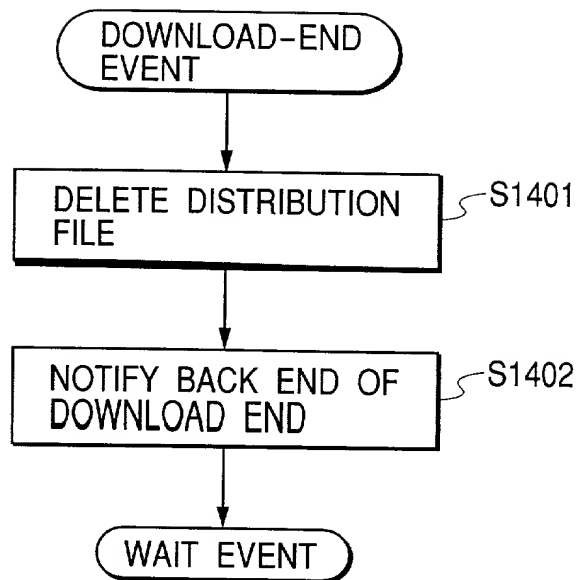 DOWNLOAD-END
EVENT
DELETE DISTRIBUTION
FILE
S1401
NOTIFY BACK END OF
DOWNLOAD END
S1402
WAIT EVENT